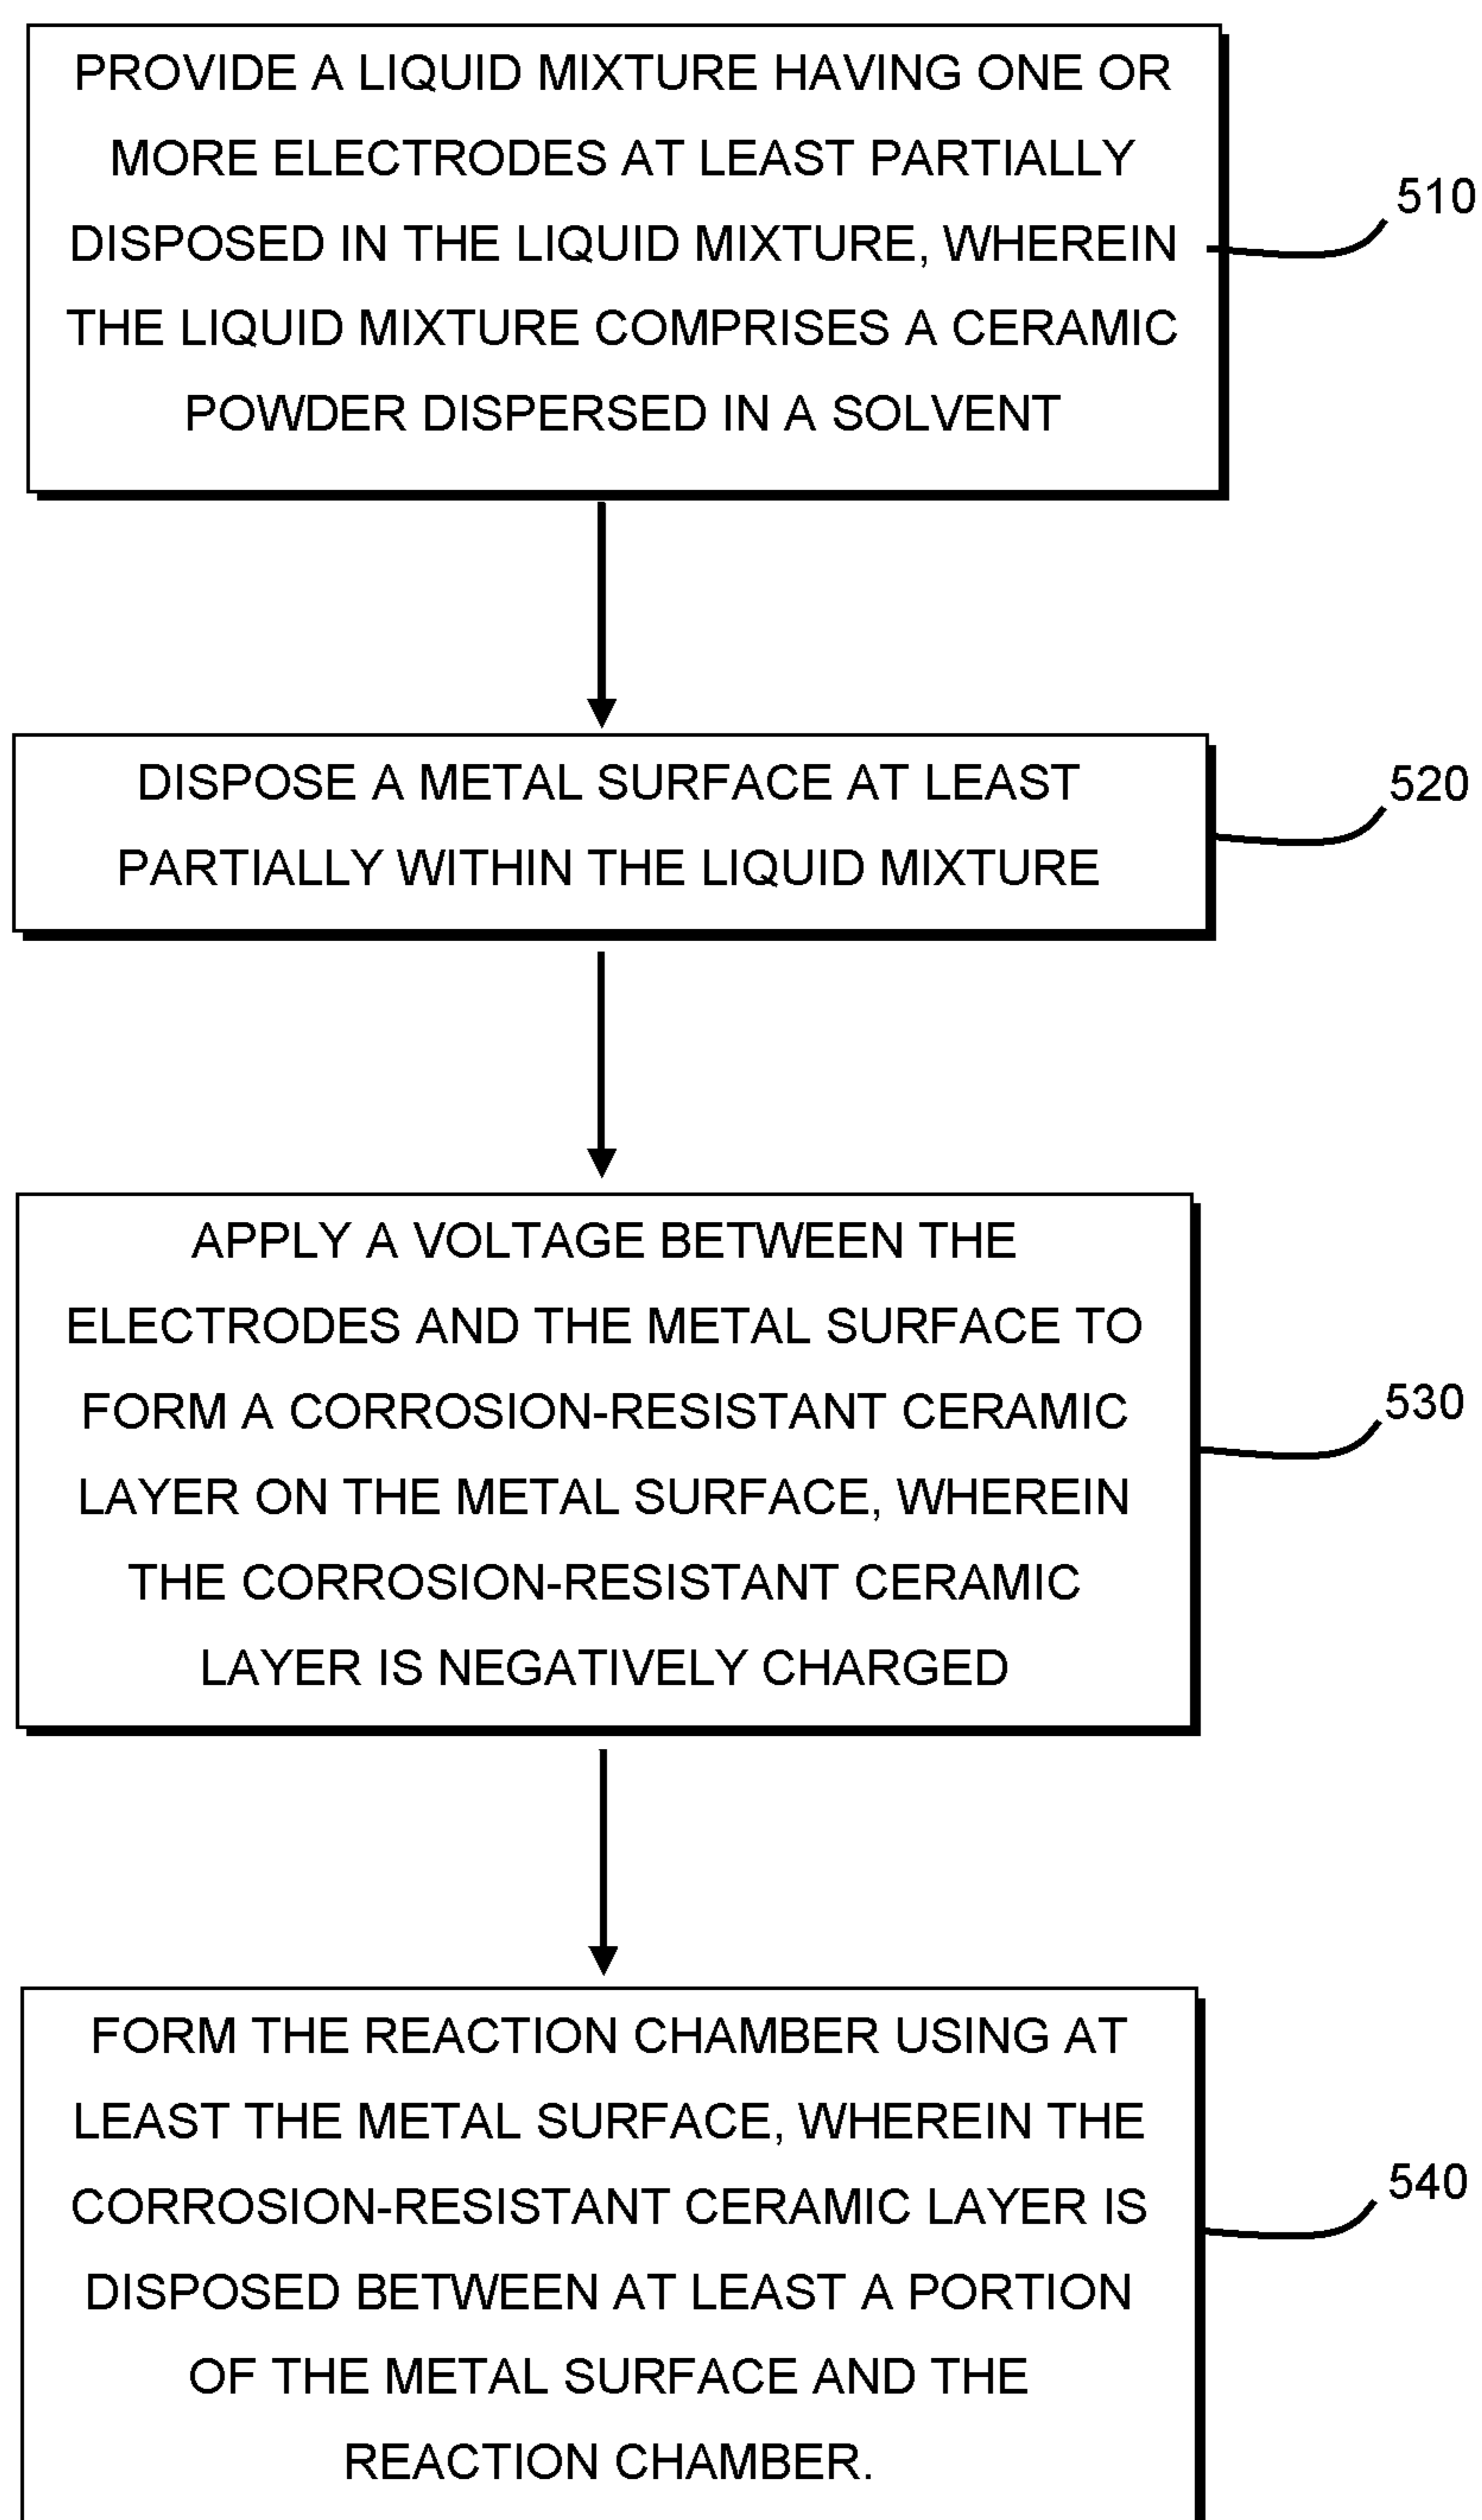 PROVIDE A LIQUID MIXTURE HAVING ONE OR
MORE ELECTRODES AT LEAST PARTIALLY
DISPOSED IN THE LIQUID MIXTURE, WHEREIN
THE LIQUID MIXTURE COMPRISES A CERAMIC
POWDER DISPERSED IN A SOLVENT
510
DISPOSE A METAL SURFACE AT LEAST
PARTIALLY WITHIN THE LIQUID MIXTURE
520
APPLY A VOLTAGE BETWEEN THE
ELECTRODES AND THE METAL SURFACE TO
FORM A CORROSION-RESISTANT CERAMIC
LAYER ON THE METAL SURFACE, WHEREIN
THE CORROSION-RESISTANT CERAMIC
LAYER IS NEGATIVELY CHARGED
530
FORM THE REACTION CHAMBER USING AT
LEAST THE METAL SURFACE, WHEREIN THE
CORROSION-RESISTANT CERAMIC LAYER IS
DISPOSED BETWEEN AT LEAST A PORTION
OF THE METAL SURFACE AND THE
REACTION CHAMBER.
540